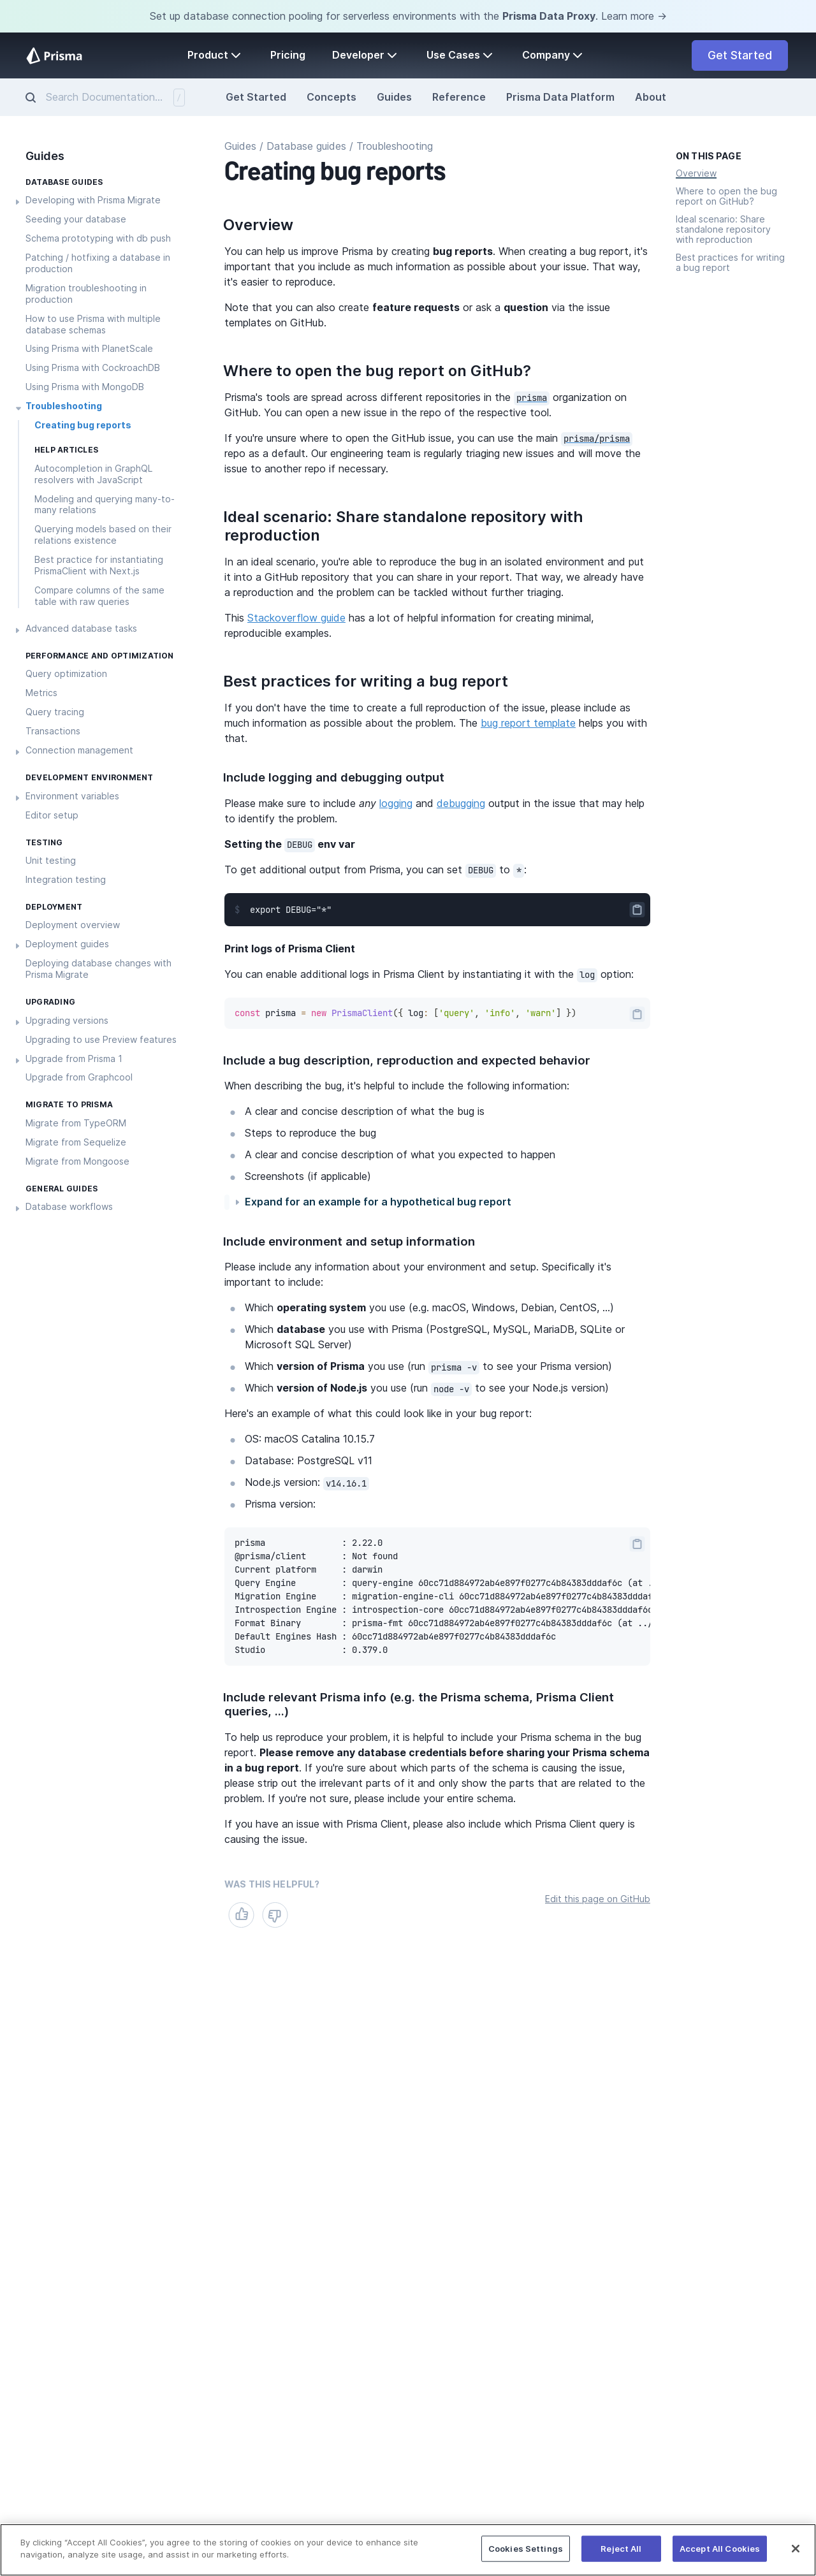 Set up database connection pooling for serverless environments with the Prisma Data Proxy. Learn more →
Prisma
Product
Pricing
Developer
Use Cases
Company
Get Started
Search Documentation...
/
Get Started
Concepts
Guides
Reference
Prisma Data Platform
About
Guides
DATABASE GUIDES
Developing with Prisma Migrate
Seeding your database
Schema prototyping with db push
Patching / hotfixing a database in
production
Migration troubleshooting in
production
How to use Prisma with multiple
database schemas
Using Prisma with PlanetScale
Using Prisma with CockroachDB
Using Prisma with MongoDB
Troubleshooting
Creating bug reports
HELP ARTICLES
Autocompletion in GraphQL
resolvers with JavaScript
Modeling and querying many-to-
many relations
Querying models based on their
relations existence
Best practice for instantiating
PrismaClient with Next.js
Compare columns of the same
table with raw queries
Advanced database tasks
PERFORMANCE AND OPTIMIZATION
Query optimization
Metrics
Query tracing
Transactions
Connection management
DEVELOPMENT ENVIRONMENT
Environment variables
Editor setup
TESTING
Unit testing
Integration testing
DEPLOYMENT
Deployment overview
Deployment guides
Deploying database changes with
Prisma Migrate
UPGRADING
Upgrading versions
Upgrading to use Preview features
Upgrade from Prisma 1
Upgrade from Graphcool
MIGRATE TO PRISMA
Migrate from TypeORM
Migrate from Sequelize
Migrate from Mongoose
GENERAL GUIDES
Database workflows
Guides / Database guides / Troubleshooting
Creating bug reports
Overview
You can help us improve Prisma by creating bug reports. When creating a bug report, it's
important that you include as much information as possible about your issue. That way,
it's easier to reproduce.
Note that you can also create feature requests or ask a question via the issue
templates on GitHub.
Where to open the bug report on GitHub?
Prisma's tools are spread across different repositories in the prisma organization on
GitHub. You can open a new issue in the repo of the respective tool.
If you're unsure where to open the GitHub issue, you can use the main prisma/prisma
repo as a default. Our engineering team is regularly triaging new issues and will move the
issue to another repo if necessary.
Ideal scenario: Share standalone repository with
reproduction
In an ideal scenario, you're able to reproduce the bug in an isolated environment and put
it into a GitHub repository that you can share in your report. That way, we already have
a reproduction and the problem can be tackled without further triaging.
This Stackoverflow guide has a lot of helpful information for creating minimal,
reproducible examples.
Best practices for writing a bug report
If you don't have the time to create a full reproduction of the issue, please include as
much information as possible about the problem. The bug report template helps you with
that.
Include logging and debugging output
Please make sure to include any logging and debugging output in the issue that may help
to identify the problem.
Setting the DEBUG env var
To get additional output from Prisma, you can set DEBUG to *:
$ export DEBUG="*"
Print logs of Prisma Client
You can enable additional logs in Prisma Client by instantiating it with the log option:
const prisma = new PrismaClient({ log: ['query', 'info', 'warn'] })
Include a bug description, reproduction and expected behavior
When describing the bug, it's helpful to include the following information:
A clear and concise description of what the bug is
Steps to reproduce the bug
A clear and concise description of what you expected to happen
Screenshots (if applicable)
Expand for an example for a hypothetical bug report
Include environment and setup information
Please include any information about your environment and setup. Specifically it's
important to include:
Which operating system you use (e.g. macOS, Windows, Debian, CentOS, ...)
Which database you use with Prisma (PostgreSQL, MySQL, MariaDB, SQLite or
Microsoft SQL Server)
Which version of Prisma you use (run prisma -v to see your Prisma version)
Which version of Node.js you use (run node -v to see your Node.js version)
Here's an example of what this could look like in your bug report:
OS: macOS Catalina 10.15.7
Database: PostgreSQL v11
Node.js version: v14.16.1
Prisma version:
prisma : 2.22.0
@prisma/client : Not found
Current platform : darwin
Query Engine : query-engine 60cc71d884972ab4e897f0277c4b84383dddaf6c (at .
Migration Engine : migration-engine-cli 60cc71d884972ab4e897f0277c4b84383dddaf
Introspection Engine : introspection-core 60cc71d884972ab4e897f0277c4b84383dddaf6c
Format Binary : prisma-fmt 60cc71d884972ab4e897f0277c4b84383dddaf6c (at ../
Default Engines Hash : 60cc71d884972ab4e897f0277c4b84383dddaf6c
Studio : 0.379.0
Include relevant Prisma info (e.g. the Prisma schema, Prisma Client
queries, ...)
To help us reproduce your problem, it is helpful to include your Prisma schema in the bug
report. Please remove any database credentials before sharing your Prisma schema
in a bug report. If you're sure about which parts of the schema is causing the issue,
please strip out the irrelevant parts of it and only show the parts that are related to the
problem. If you're not sure, please include your entire schema.
If you have an issue with Prisma Client, please also include which Prisma Client query is
causing the issue.
WAS THIS HELPFUL?
Edit this page on GitHub
ON THIS PAGE
Overview
Where to open the bug
report on GitHub?
Ideal scenario: Share
standalone repository
with reproduction
Best practices for writing
a bug report
By clicking “Accept All Cookies”, you agree to the storing of cookies on your device to enhance site
navigation, analyze site usage, and assist in our marketing efforts.
Cookies Settings
Reject All
Accept All Cookies